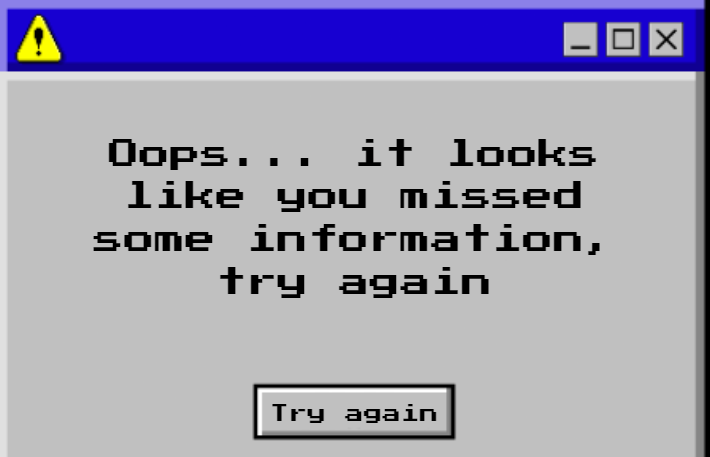 Oops... it looks
like you missed
some information,
try again
Try again